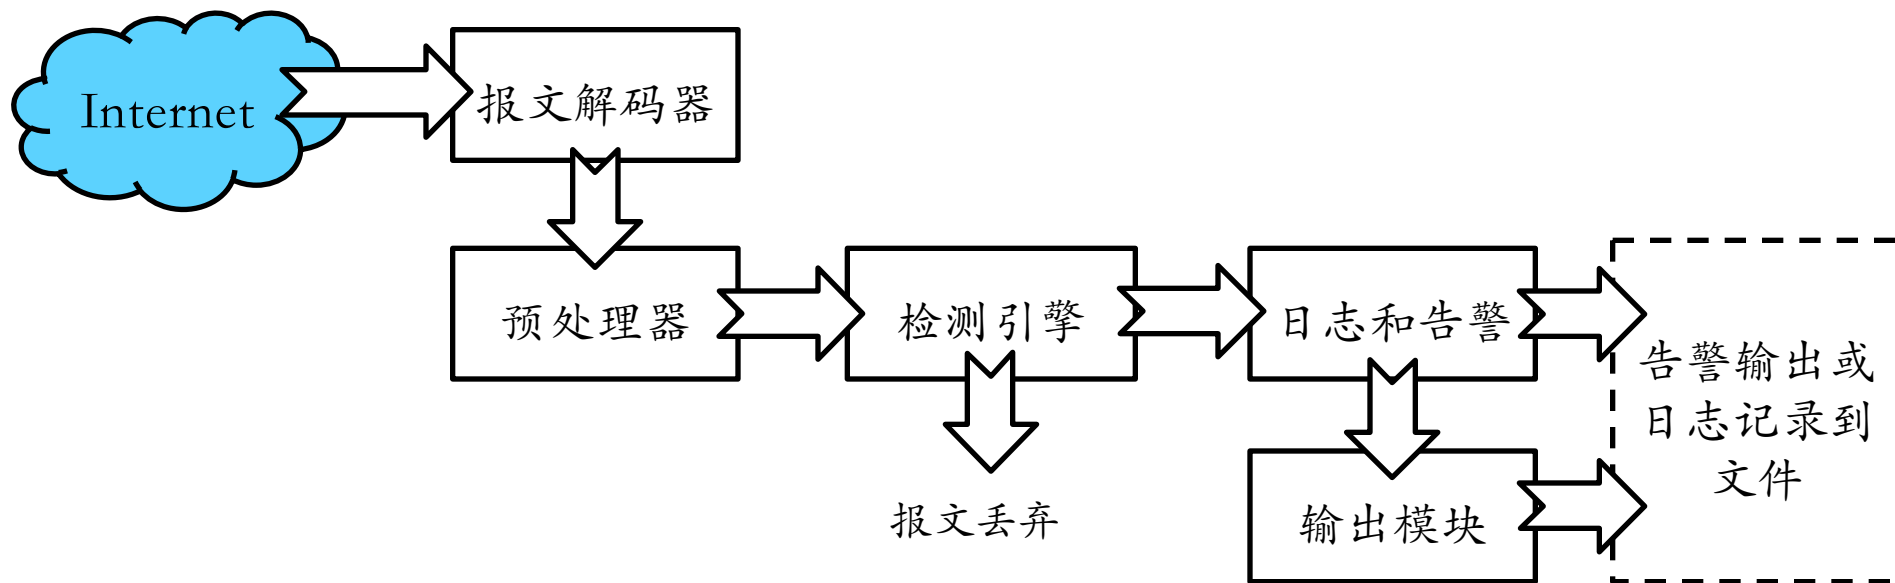 Internet
报文解码器
预处理器
检测引擎
日志和告警
告警输出或
日志记录到
文件
报文丢弃
输出模块